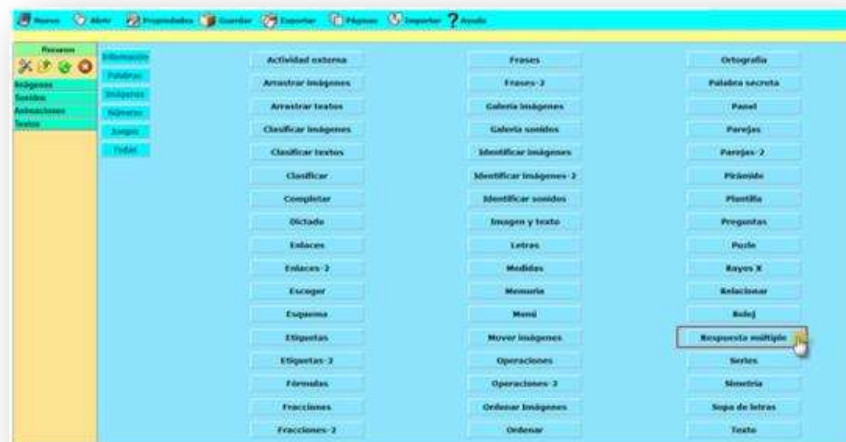 Nuevo Abrir Propiedades Guardar Exportar Páginas Importar ? Ayuda
Recursos
Imágenes
Sonidos
Animaciones
Textos
Información
Palabras
Imágenes
Números
Juegos
Todas
Actividad externa
Arrastrar imágenes
Arrastrar textos
Clasificar imágenes
Clasificar textos
Clasificar
Completar
Dictado
Enlaces
Enlaces-2
Escoger
Esquema
Etiquetas
Etiquetas-2
Fórmulas
Fracciones
Fracciones-2
Frases
Frases-2
Galería imágenes
Galería sonidos
Identificar imágenes
Identificar imágenes-2
Identificar sonidos
Imagen y texto
Letras
Medidas
Memoria
Menú
Mover imágenes
Operaciones
Operaciones-2
Ordenar imágenes
Ordenar
Ortografía
Palabra secreta
Panel
Parejas
Parejas-2
Pirámide
Plantilla
Preguntas
Puzle
Rayos X
Relacionar
Reloj
Respuesta múltiple
Series
Simetría
Sopa de letras
Texto